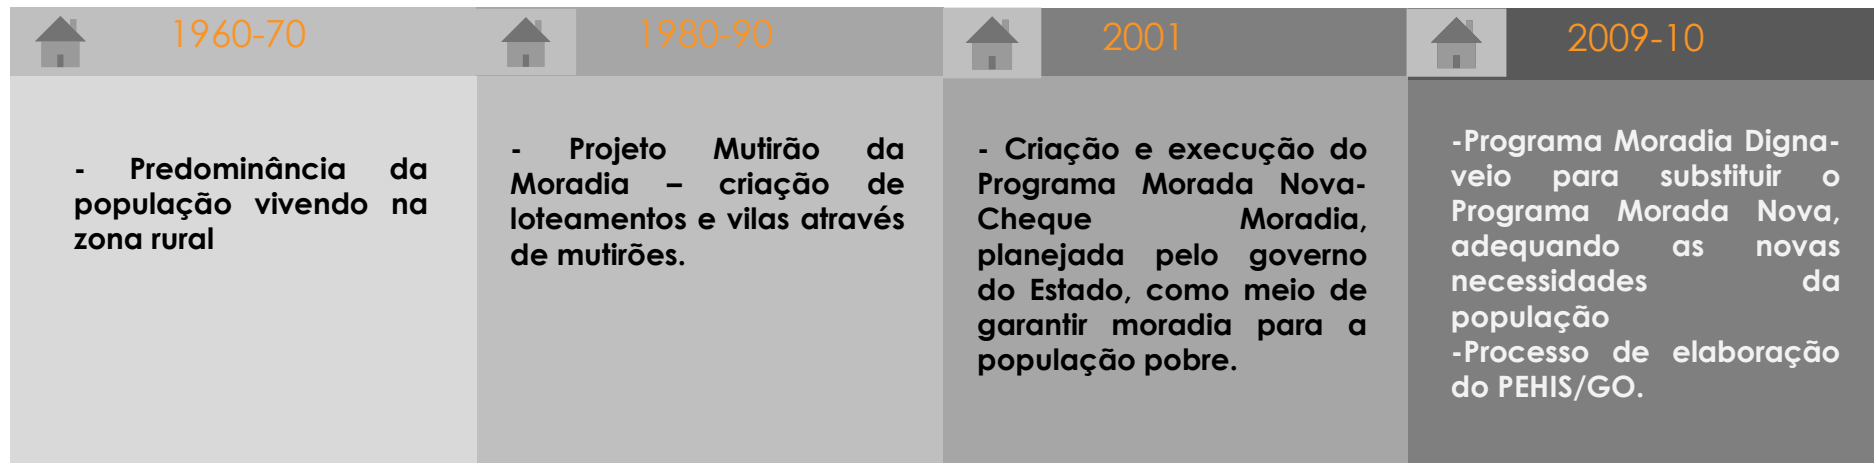 1960-70
- Predominância da
população vivendo na
zona rural
1980-90
- Projeto Mutirão da
Moradia – criação de
loteamentos e vilas através
de mutirões.
2001
- Criação e execução do
Programa Morada Nova-
Cheque Moradia,
planejada pelo governo
do Estado, como meio de
garantir moradia para a
população pobre.
2009-10
-Programa Moradia Digna-
veio para substituir o
Programa Morada Nova,
adequando as novas
necessidades da
população
-Processo de elaboração
do PEHIS/GO.